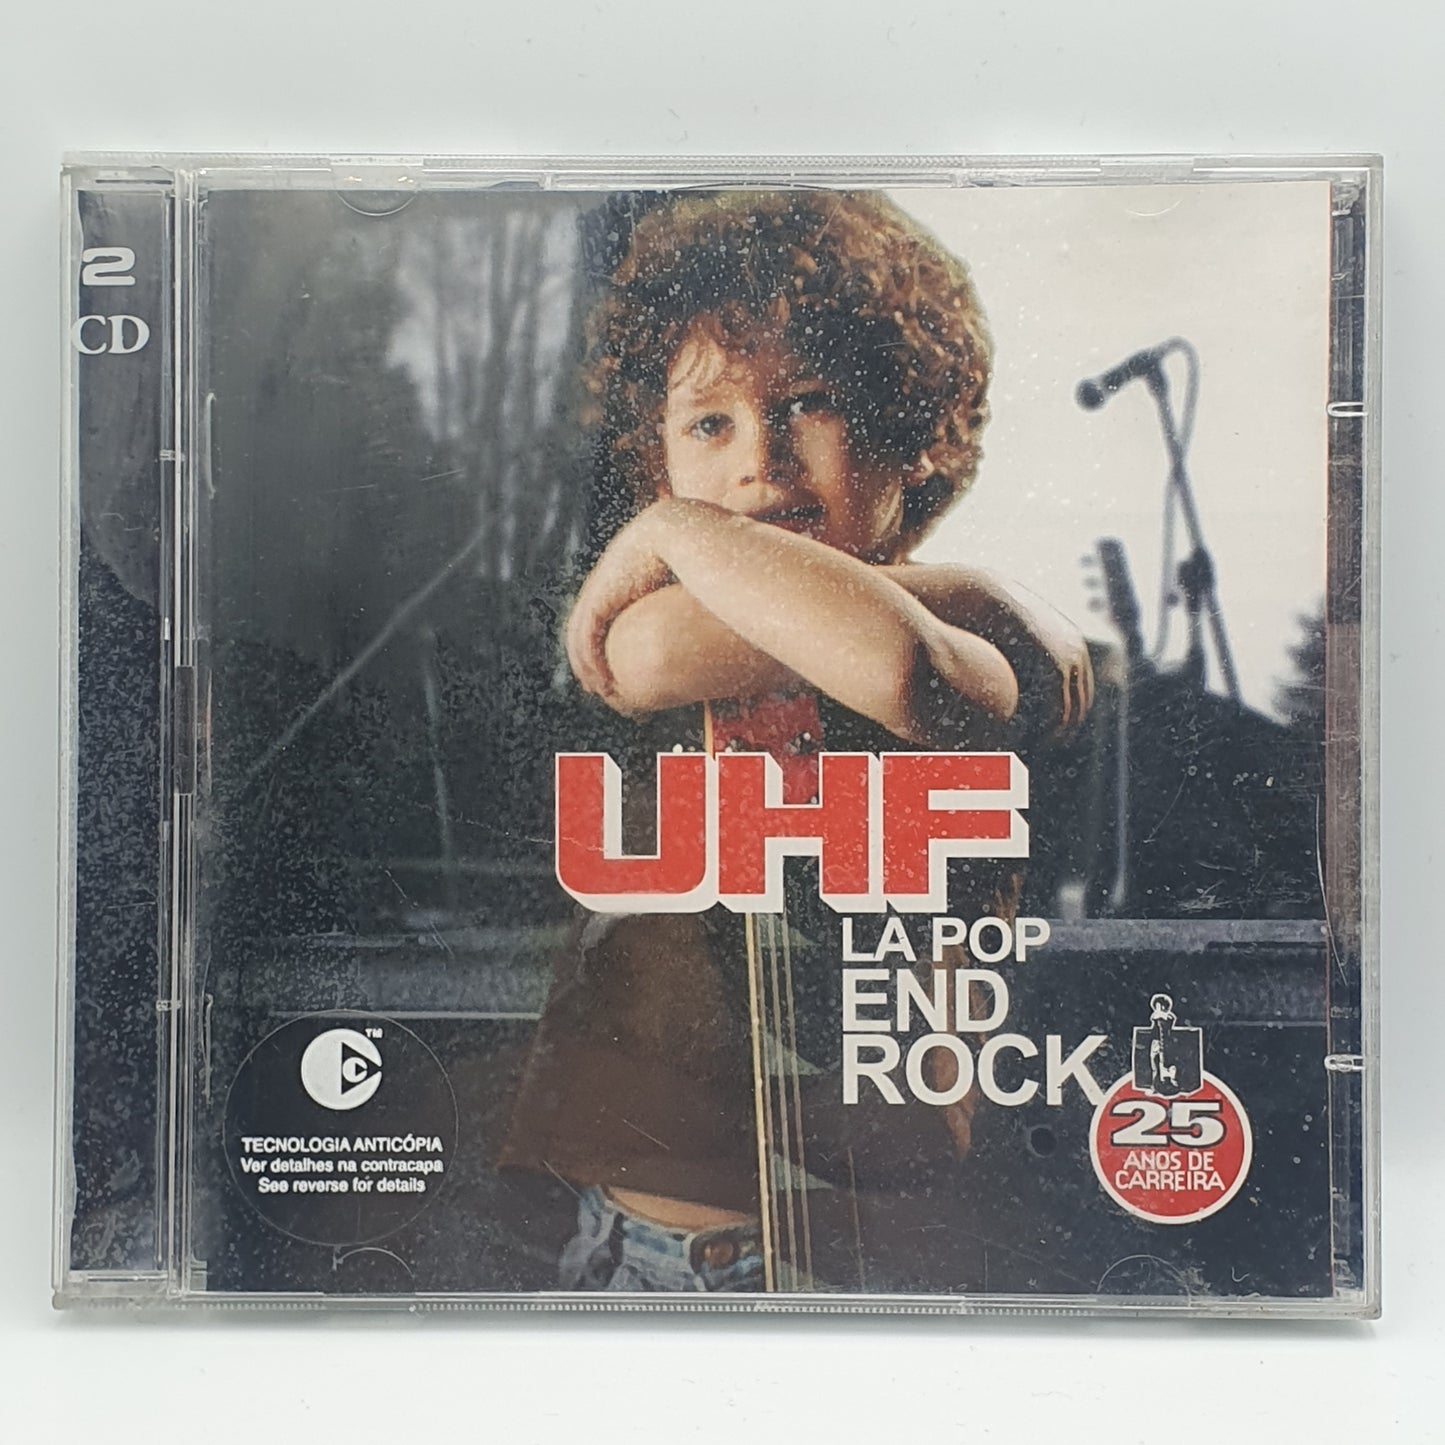 2
CD
UHF
LA POP
END
ROCK
25
ANOS DE
CARREIRA
TM
C
TECNOLOGIA ANTICÓPIA
Ver detalhes na contracapa
See reverse for details